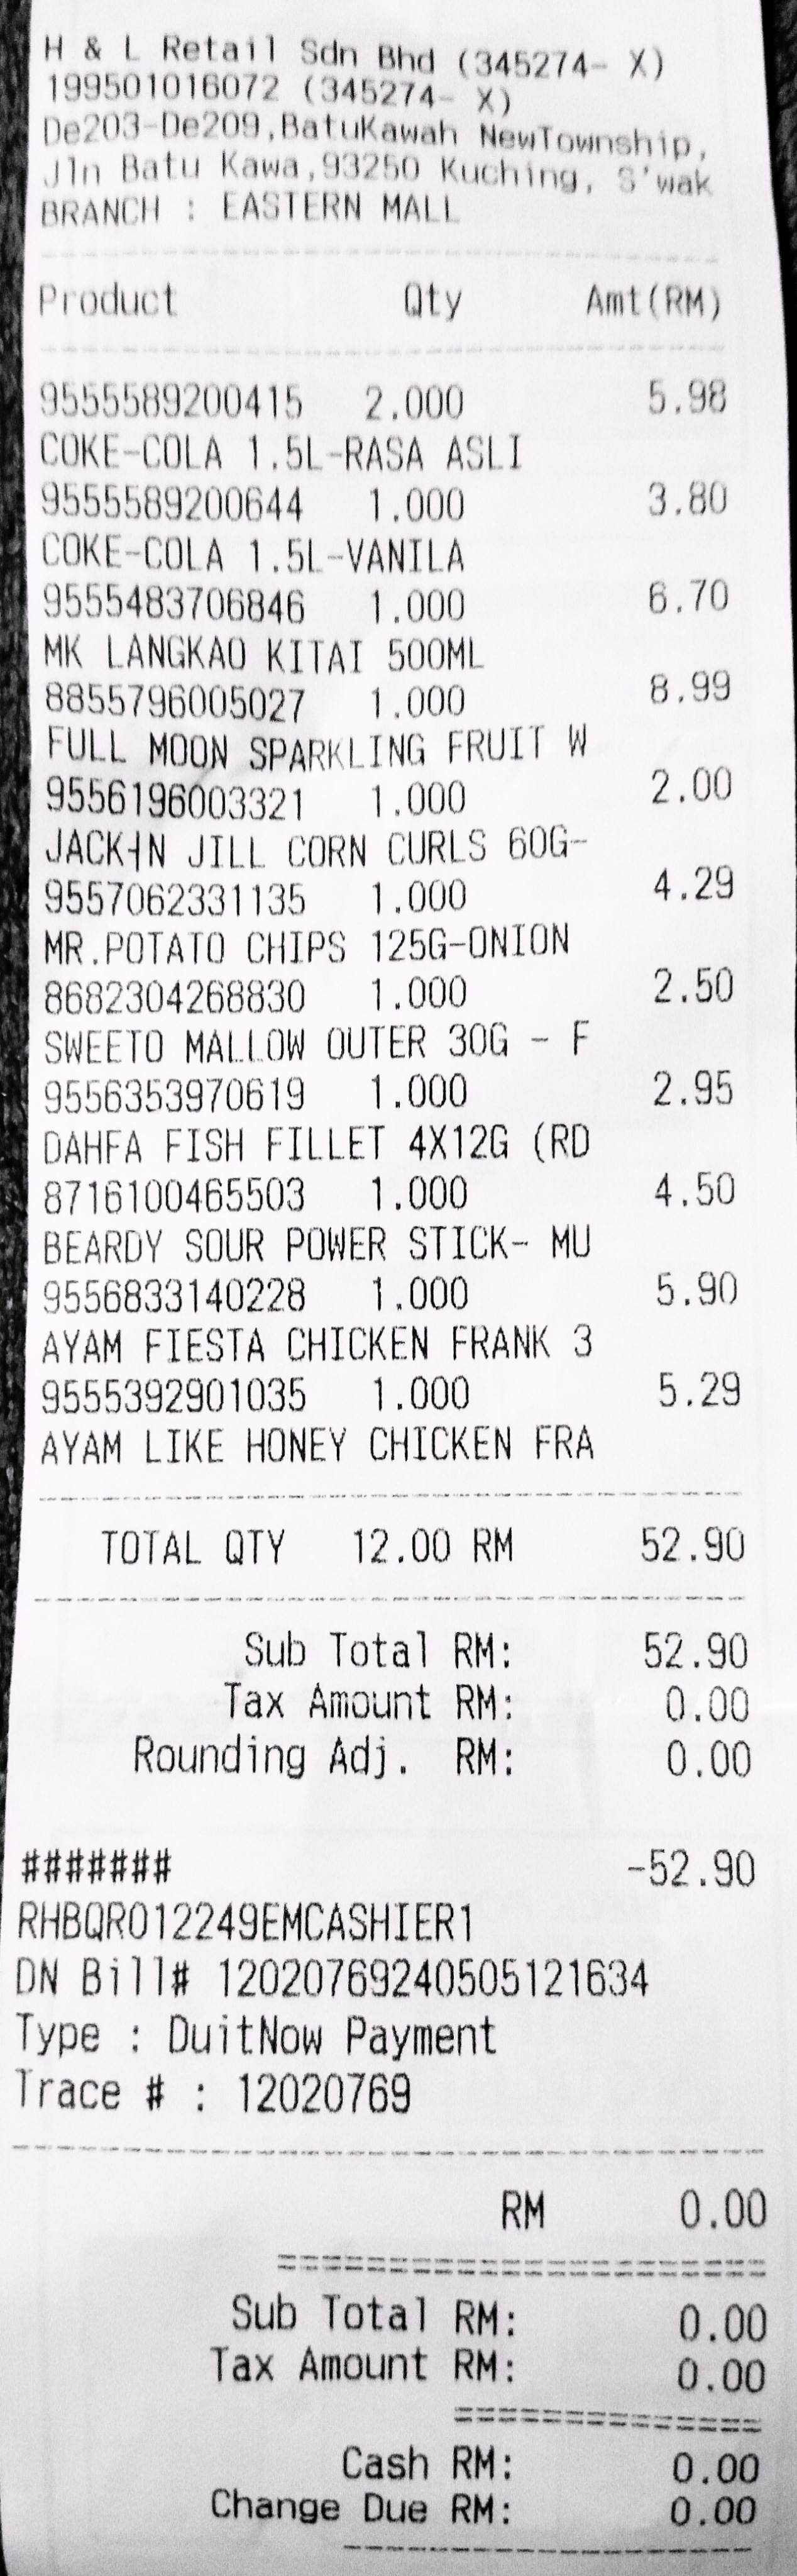 H & L Retail Sdn Bhd (345274- X)
199501016072 (345274- X)
De203-De209,BatuKawah NewTownship,
Jln Batu Kawa,93250 Kuching, S'wak
BRANCH : EASTERN MALL
Product Qty Amt(RM)
9555589200415 2.000 5.98
COKE-COLA 1.5L-RASA ASLI
9555589200644 1.000 3.80
COKE-COLA 1.5L-VANILA
9555483706846 1.000 6.70
MK LANGKAO KITAI 500ML
8855796005027 1.000 8.99
FULL MOON SPARKLING FRUIT W
9556196003321 1.000 2.00
JACK-IN JILL CORN CURLS 60G-
9557062331135 1.000 4.29
MR.POTATO CHIPS 125G-ONION
8682304268830 1.000 2.50
SWEETO MALLOW OUTER 30G - F
9556353970619 1.000 2.95
DAHFA FISH FILLET 4X12G (RD
8716100465503 1.000 4.50
BEARDY SOUR POWER STICK- MU
9556833140228 1.000 5.90
AYAM FIESTA CHICKEN FRANK 3
9555392901035 1.000 5.29
AYAM LIKE HONEY CHICKEN FRA
TOTAL QTY 12.00 RM 52.90
Sub Total RM: 52.90
Tax Amount RM: 0.00
Rounding Adj. RM: 0.00
####### -52.90
RHBQR012249EMCASHIER1
DN Bill# 12020769240505121634
Type : DuitNow Payment
Trace # : 12020769
RM 0.00
Sub Total RM: 0.00
Tax Amount RM: 0.00
Cash RM: 0.00
Change Due RM: 0.00